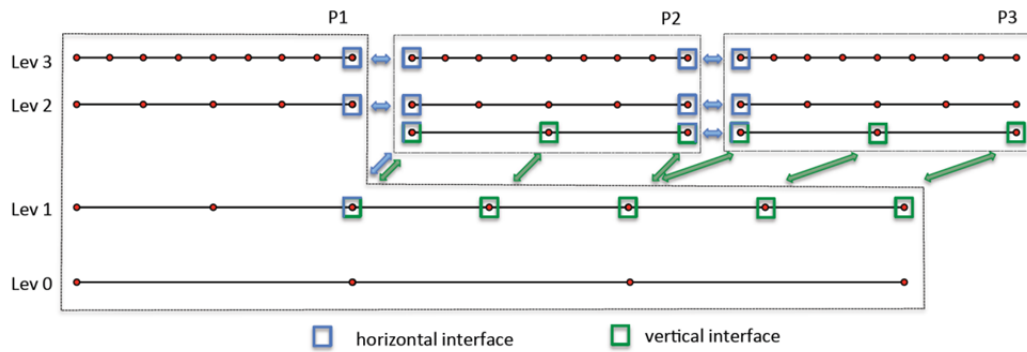 P1 P2 P3
Lev 3
Lev 2
Lev 1
Lev 0
horizontal interface vertical interface